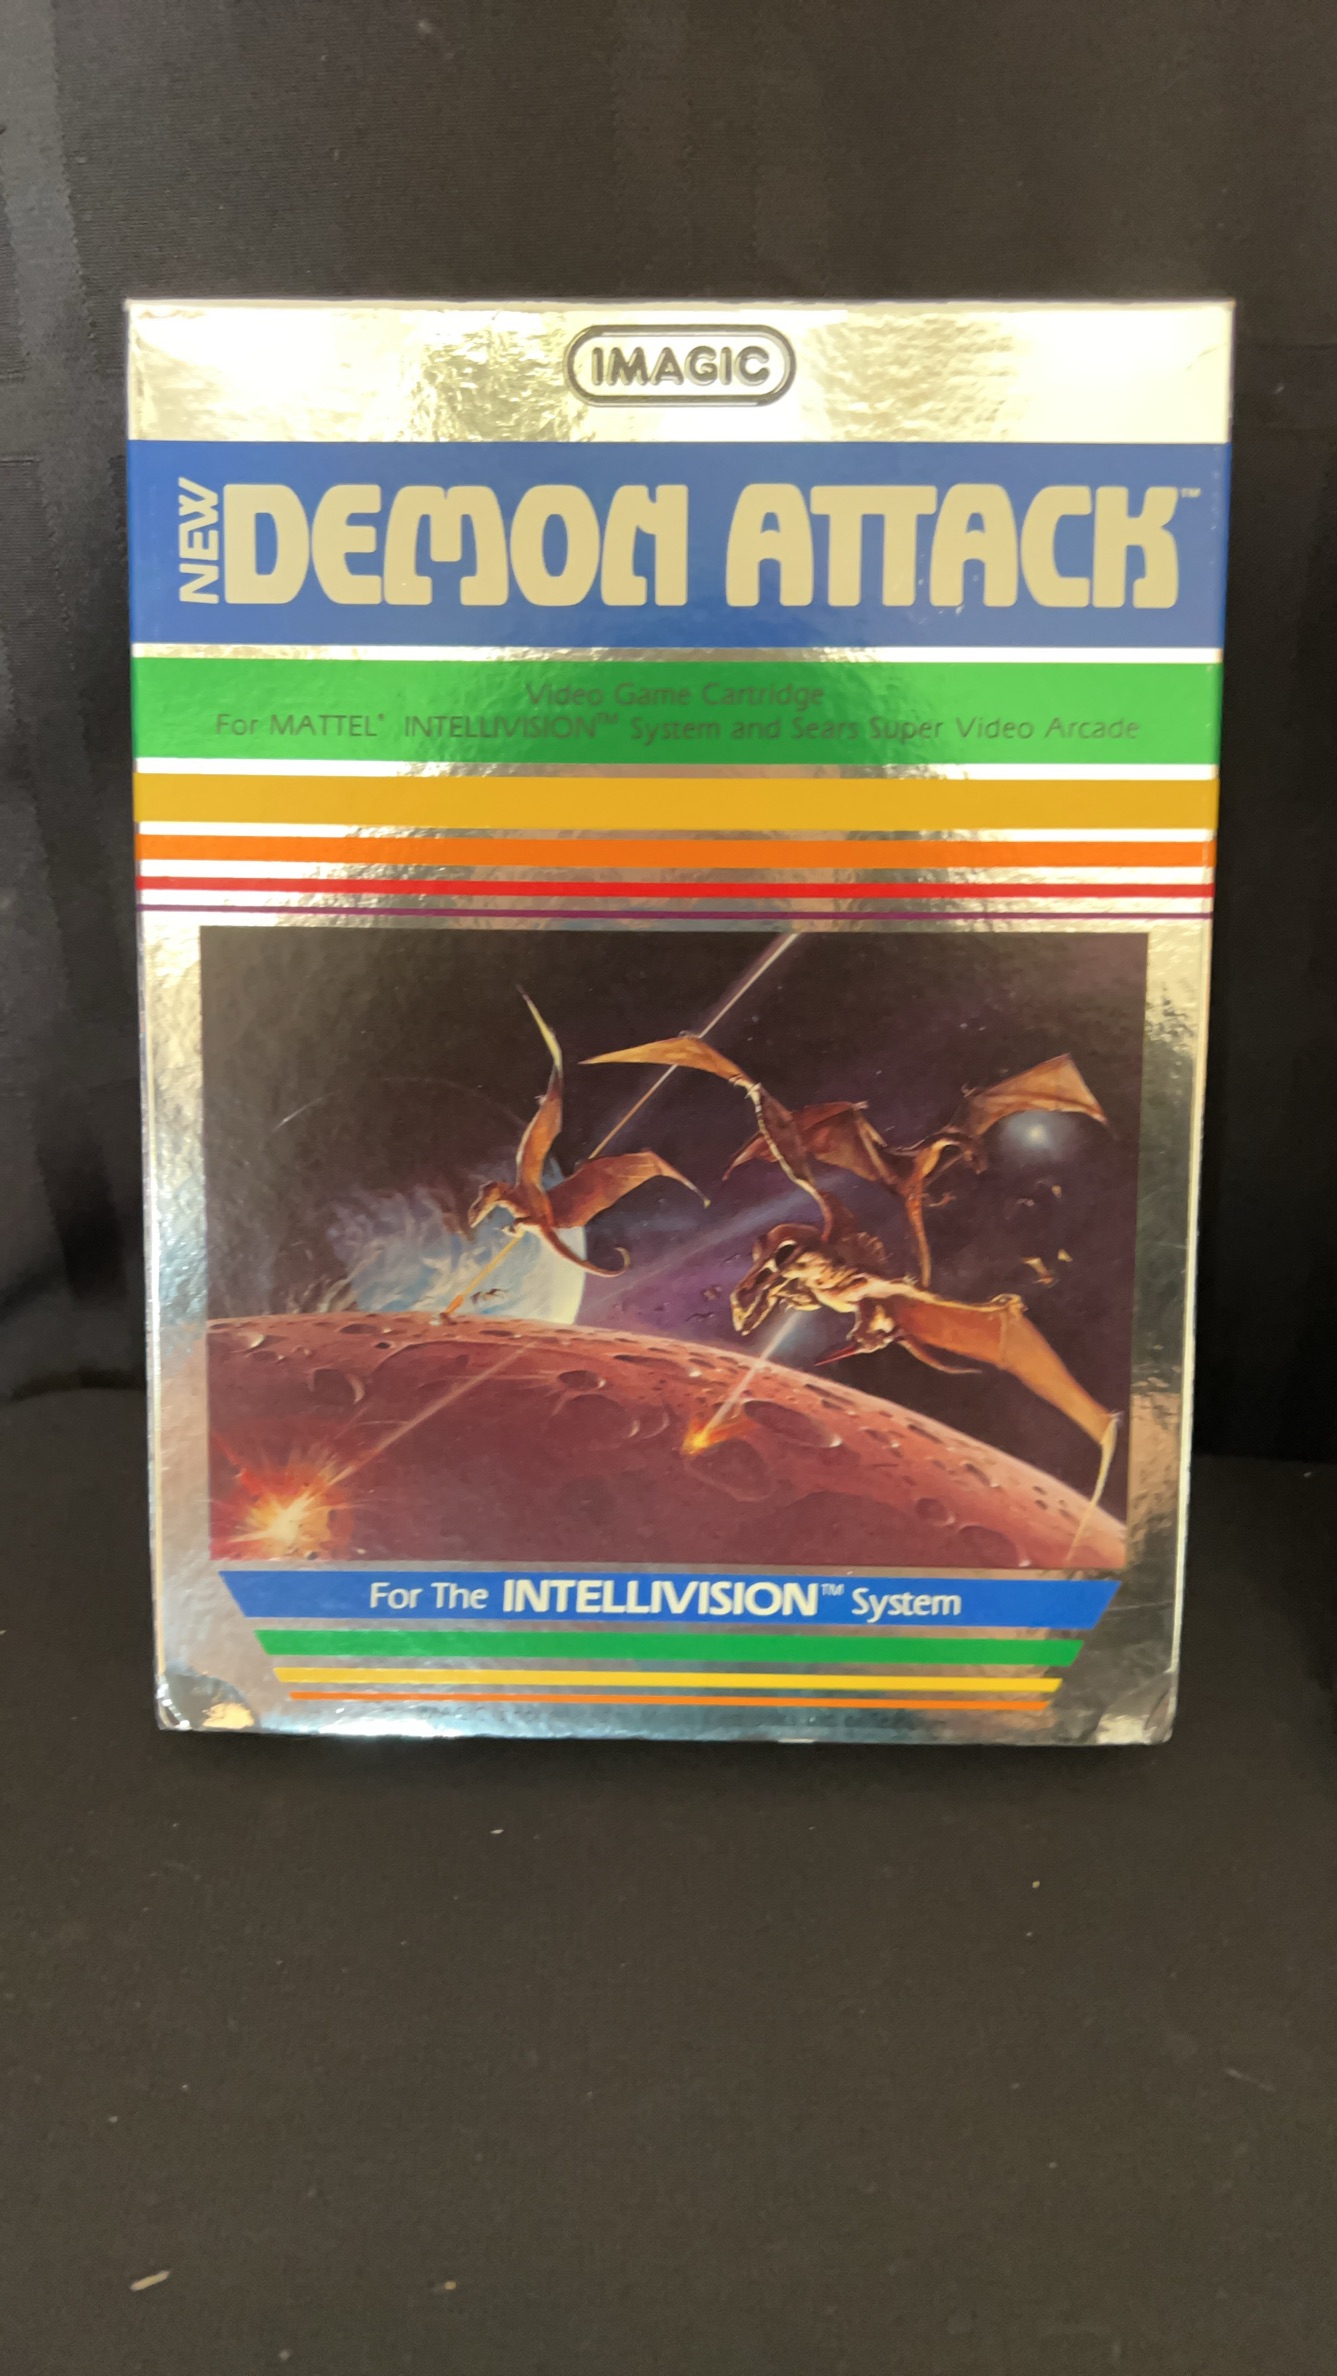 IMAGIC
NEW DEMON ATTACK™
Video Game Cartridge
For MATTEL® INTELLIVISION™ System and Sears Super Video Arcade
For The INTELLIVISION™ System